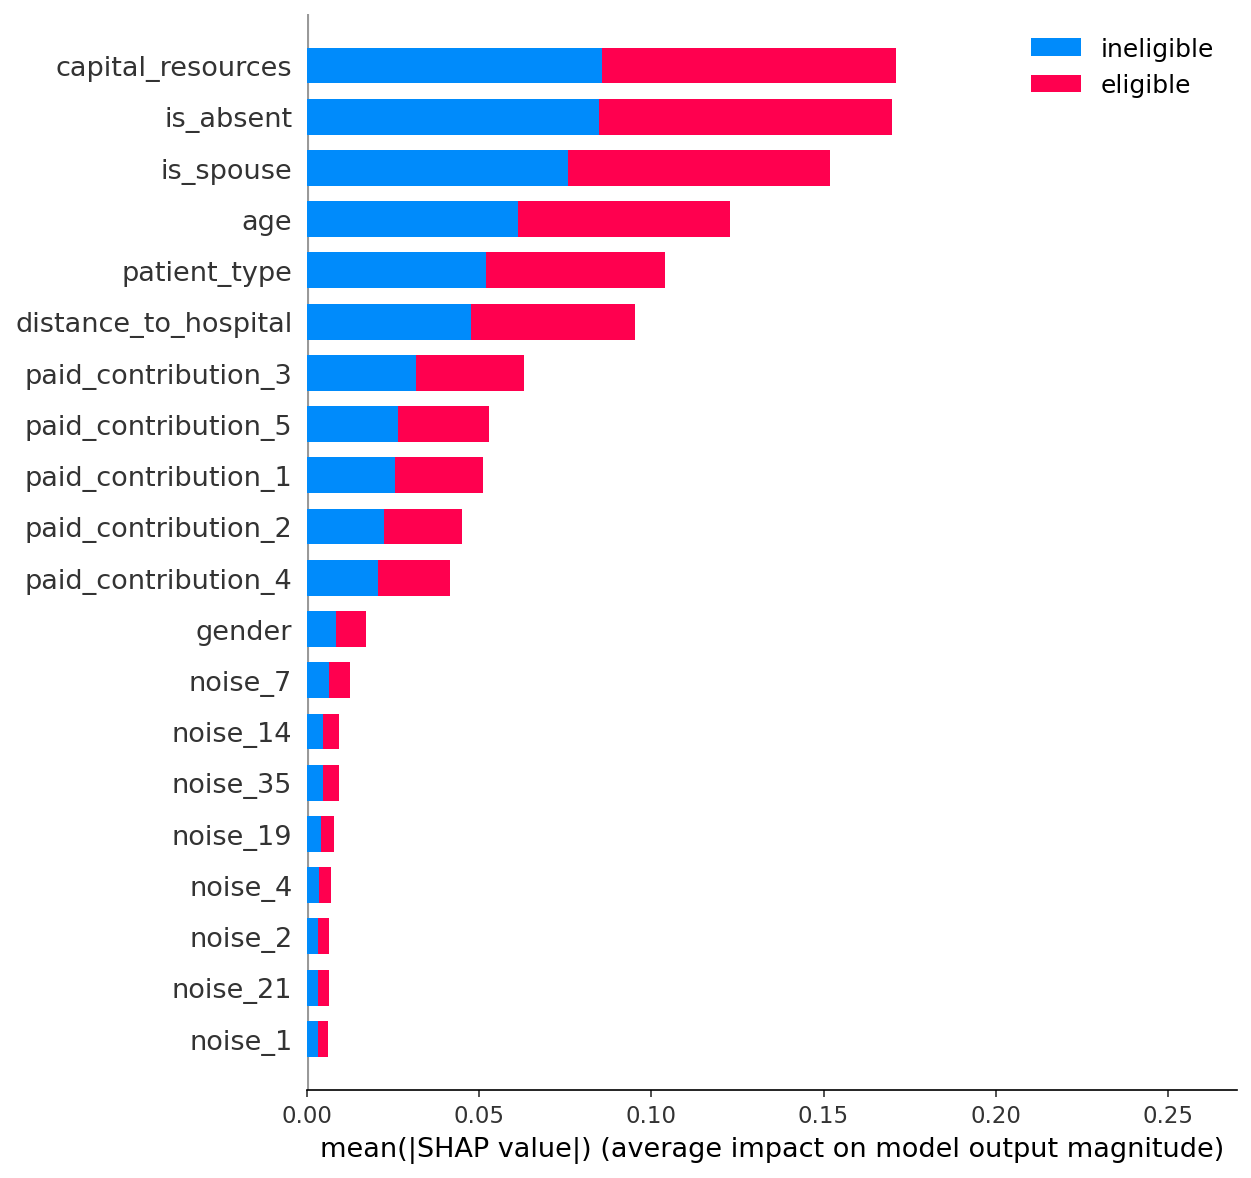 ineligible
eligible
capital_resources
is_absent
is_spouse
age
patient_type
distance_to_hospital
paid_contribution_3
paid_contribution_5
paid_contribution_1
paid_contribution_2
paid_contribution_4
gender
noise_7
noise_14
noise_35
noise_19
noise_4
noise_2
noise_21
noise_1
0.00 0.05 0.10 0.15 0.20 0.25
mean(|SHAP value|) (average impact on model output magnitude)